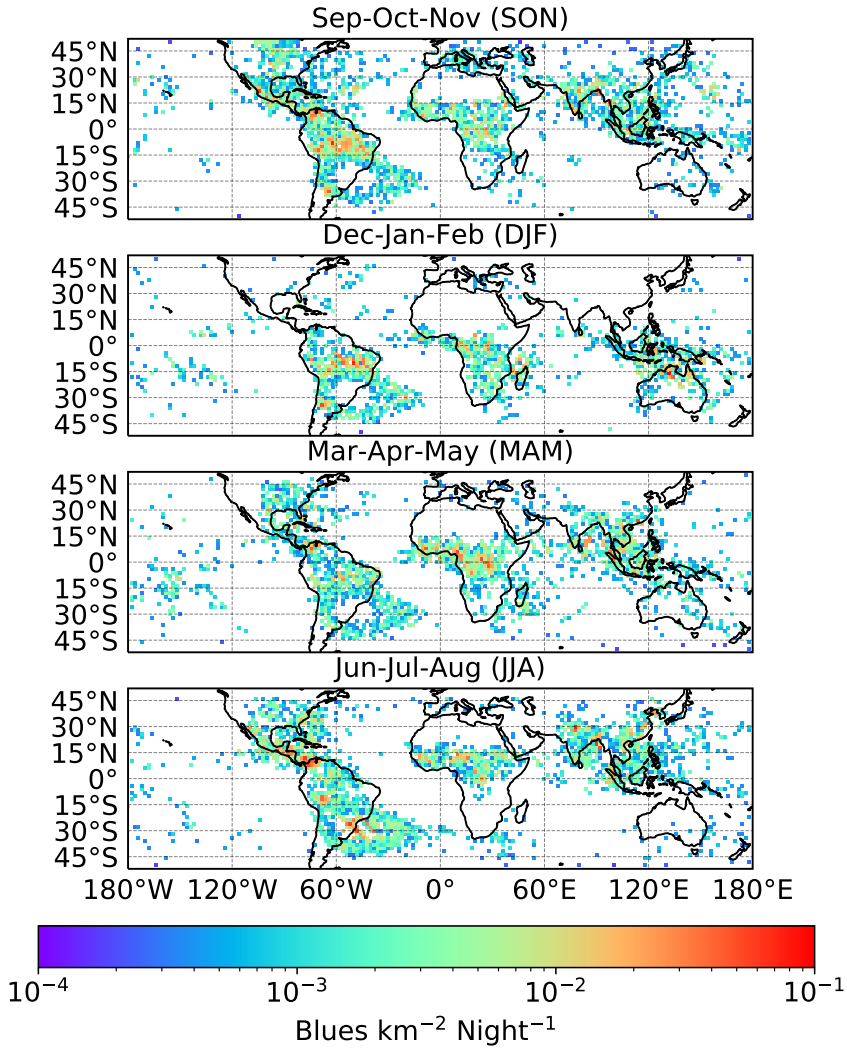 Sep-Oct-Nov (SON)
45°N
30°N
15°N
0°
15°S
30°S
45°S
Dec-Jan-Feb (DJF)
45°N
30°N
15°N
0°
15°S
30°S
45°S
Mar-Apr-May (MAM)
45°N
30°N
15°N
0°
15°S
30°S
45°S
Jun-Jul-Aug (JJA)
45°N
30°N
15°N
0°
15°S
30°S
45°S
180°W 120°W 60°W 0° 60°E 120°E 180°E
10⁻⁴ 10⁻³ 10⁻² 10⁻¹
Blues km⁻² Night⁻¹